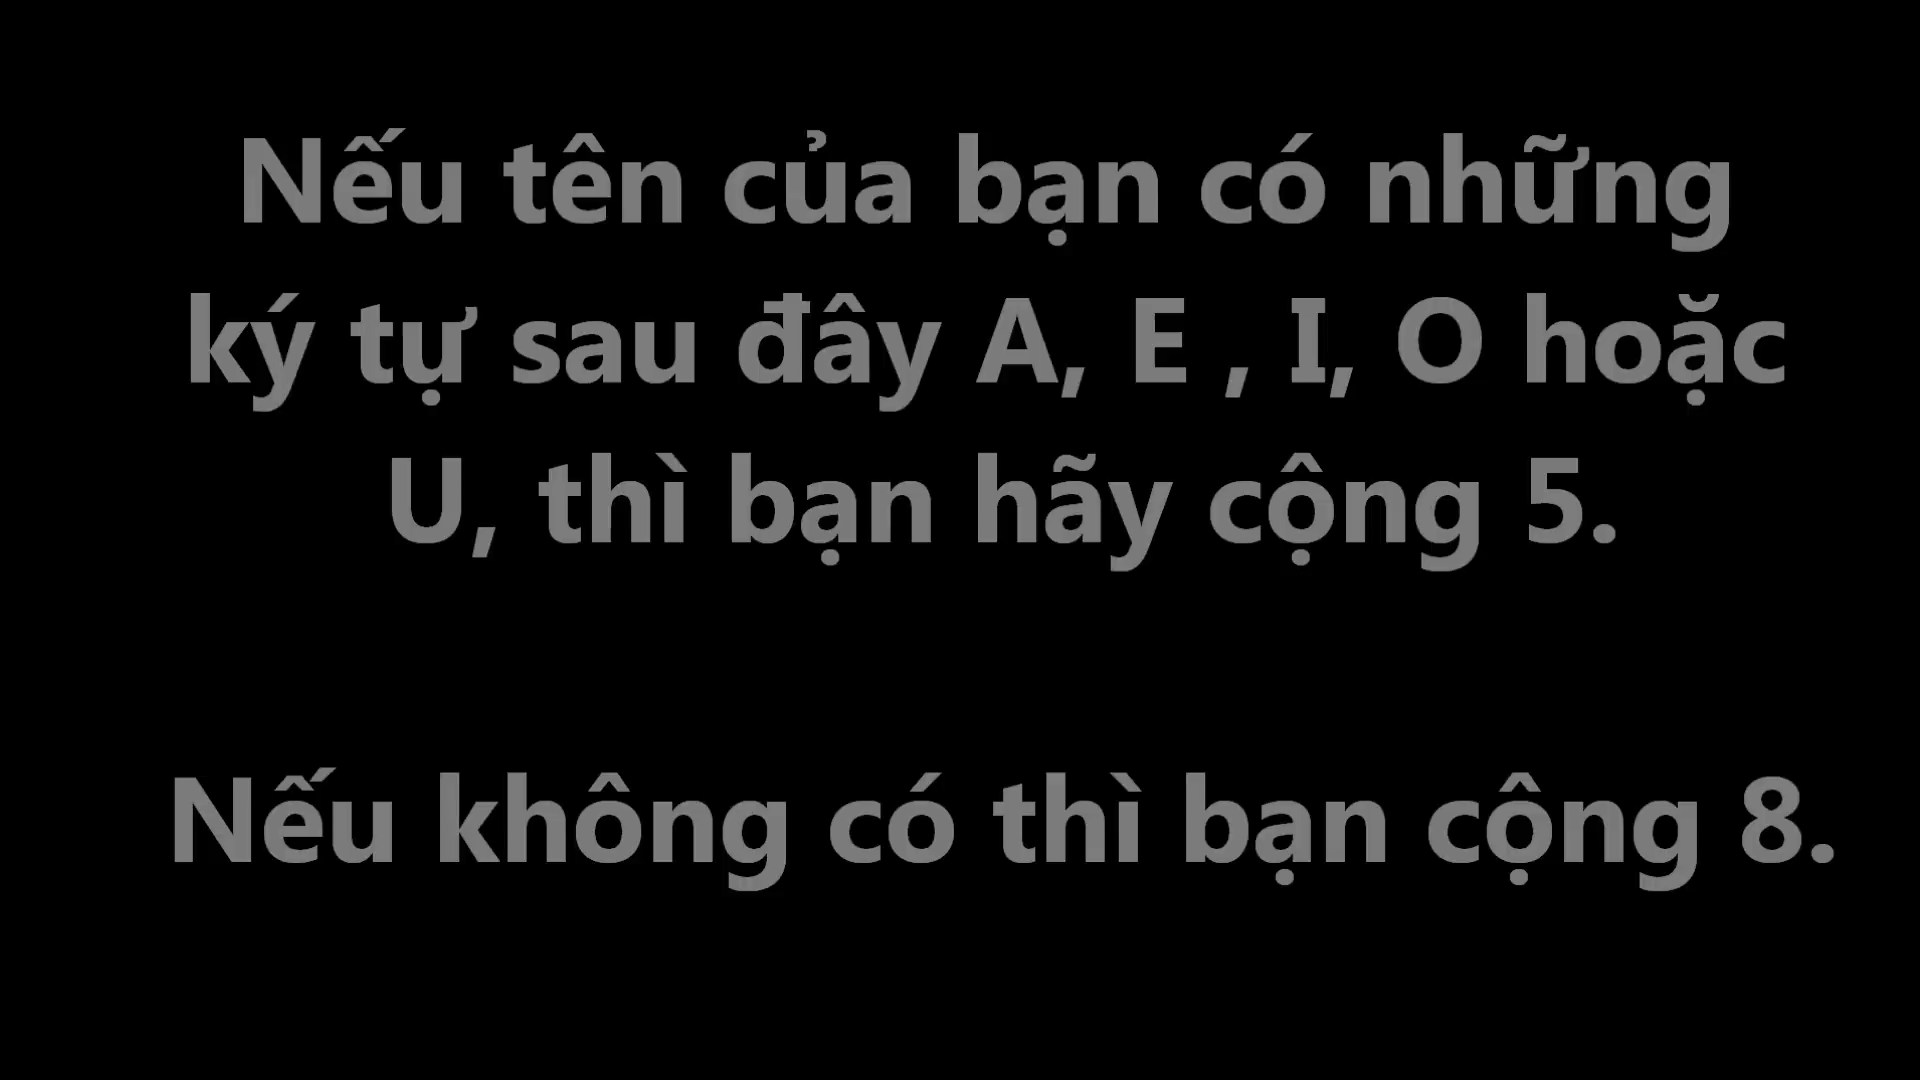 Nếu tên của bạn có những
ký tự sau đây A, E , I, O hoặc
U, thì bạn hãy cộng 5.
Nếu không có thì bạn cộng 8.